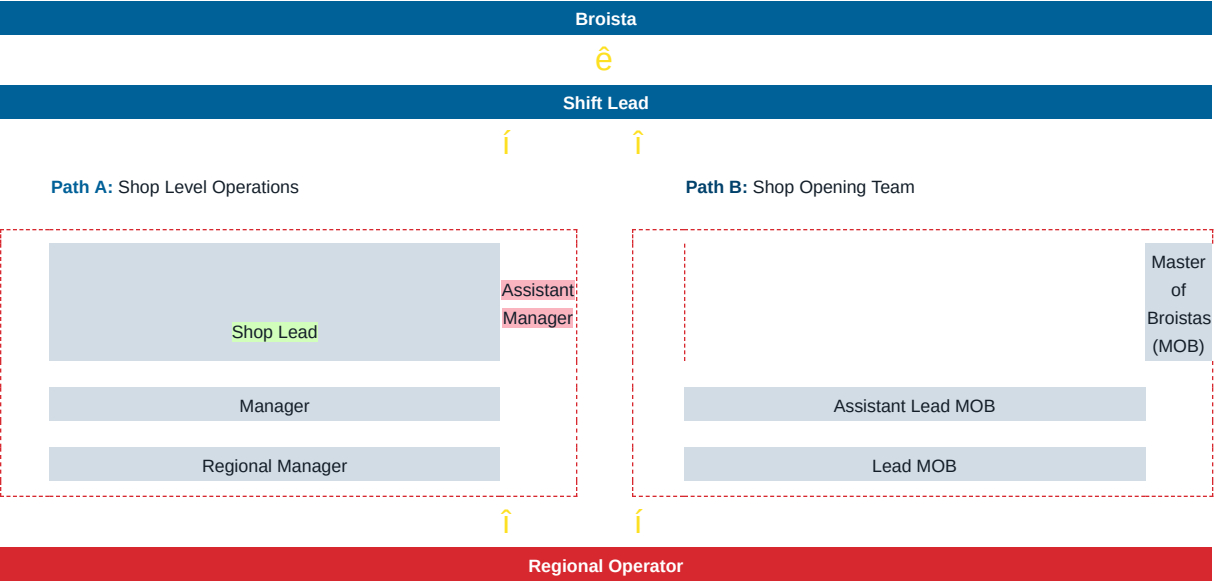 Broista
ê
Shift Lead
í î
Path A: Shop Level Operations
Path B: Shop Opening Team
Shop Lead
Assistant
Manager
Manager
Regional Manager
Master
of
Broistas
(MOB)
Assistant Lead MOB
Lead MOB
î í
Regional Operator